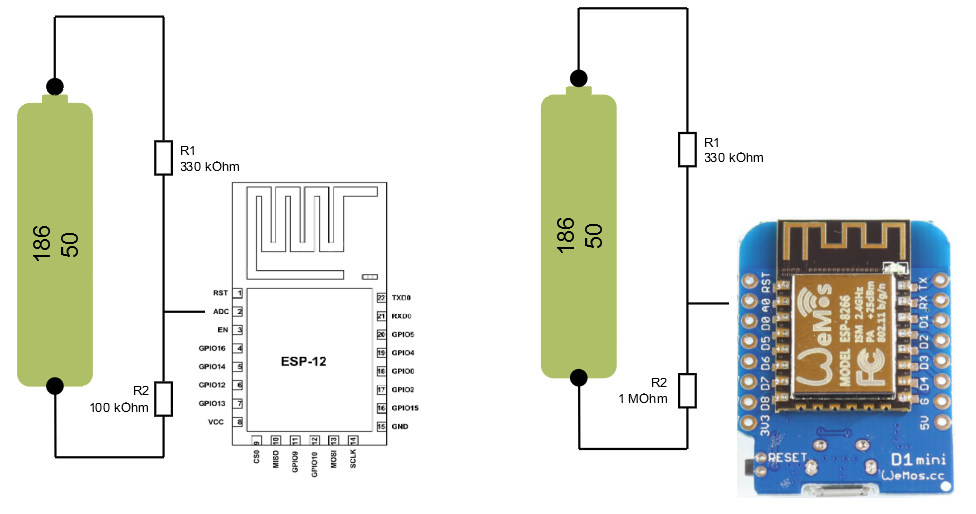 186
50
R1
330 kOhm
R2
100 kOhm
RST 1
ADC 2
EN 3
GPIO16 4
GPIO14 5
GPIO12 6
GPIO13 7
VCC 8
ESP-12
22 TXD0
21 RXD0
20 GPIO5
19 GPIO4
18 GPIO0
17 GPIO2
16 GPIO15
15 GND
9 10 11 12 13 14
CS0 MISO GPIO9 GPIO10 MOSI SCLK
186
50
R1
330 kOhm
R2
1 MOhm
RST
A0
D0
D5
D6
D7
D8
3V3
WeMos
MODEL ESP-8266
ISM 2.4GHz
PA +25dBm
802.11 b/g/n
FC
TX
RX
D1
D2
D3
D4
G
5V
RESET
D1 mini
WeMos.cc